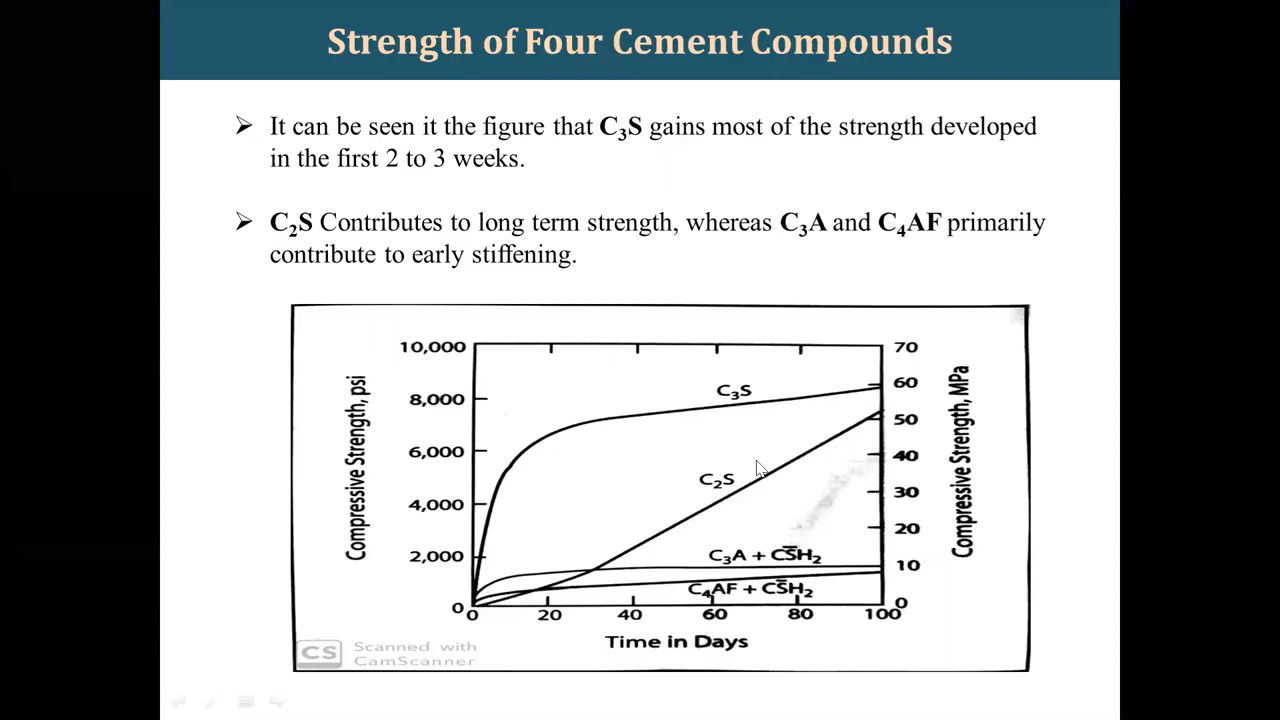 Strength of Four Cement Compounds
➢ It can be seen it the figure that C₃S gains most of the strength developed
in the first 2 to 3 weeks.
➢ C₂S Contributes to long term strength, whereas C₃A and C₄AF primarily
contribute to early stiffening.
10,000
8,000
6,000
4,000
2,000
0
Compressive Strength, psi
C₃S
C₂S
C₃A + CS̅H₂
C₄AF + CS̅H₂
70
60
50
40
30
20
10
0
Compressive Strength, MPa
0 20 40 60 80 100
Time in Days
CS Scanned with
CamScanner